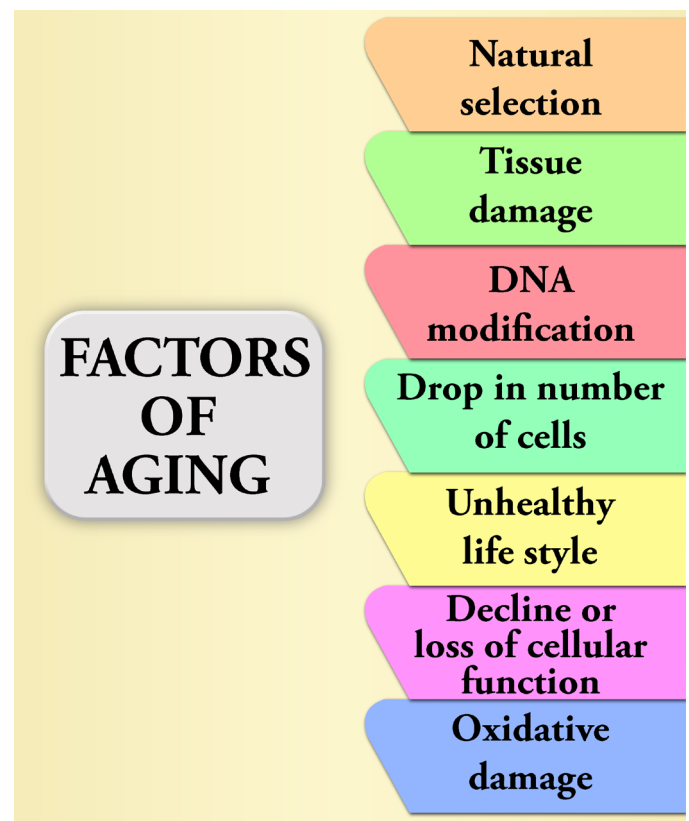 FACTORS
OF
AGING
Natural
selection
Tissue
damage
DNA
modification
Drop in number
of cells
Unhealthy
life style
Decline or
loss of cellular
function
Oxidative
damage